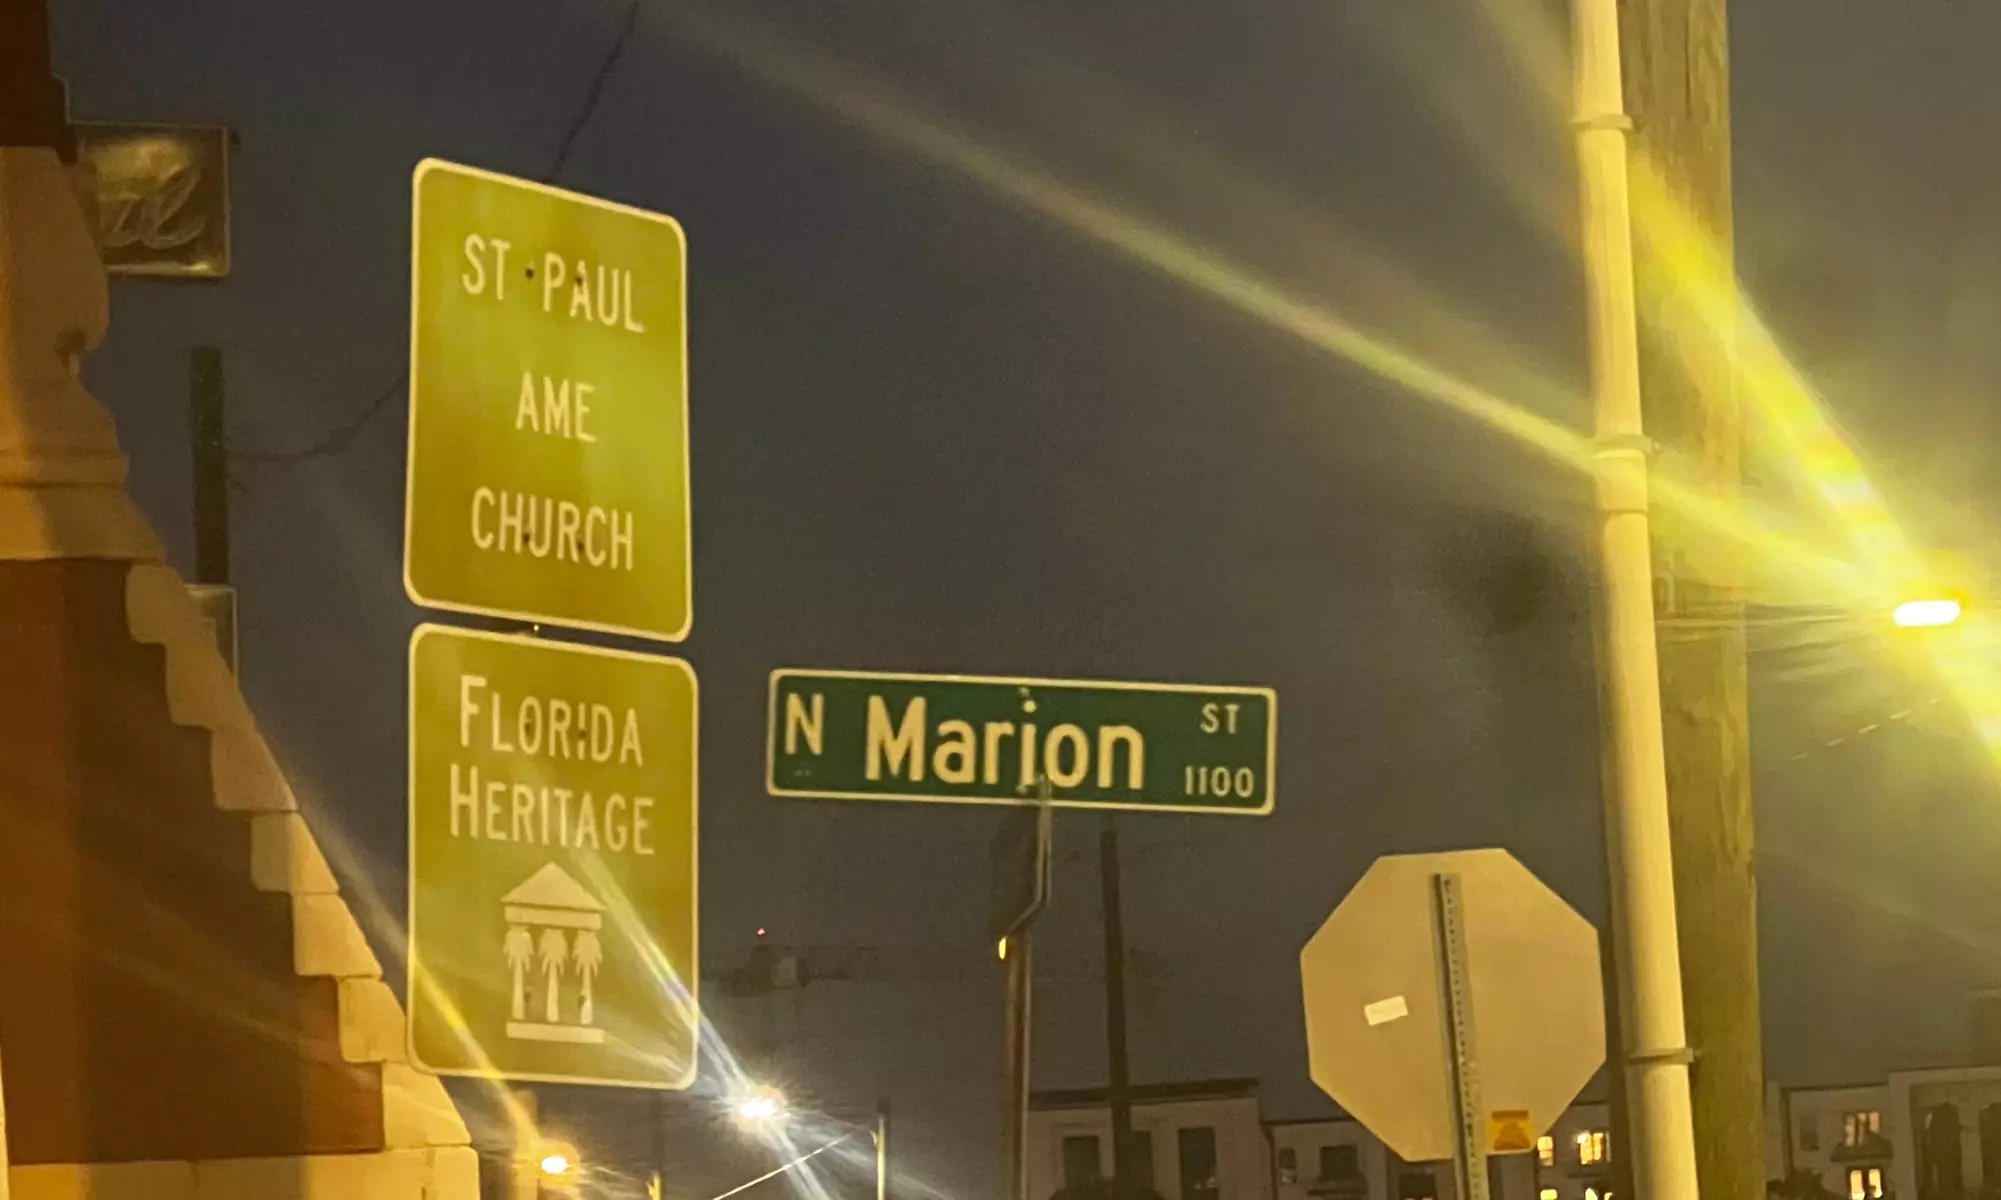 ST PAUL
AME
CHURCH
FLORIDA
HERITAGE
N Marion ST
1100